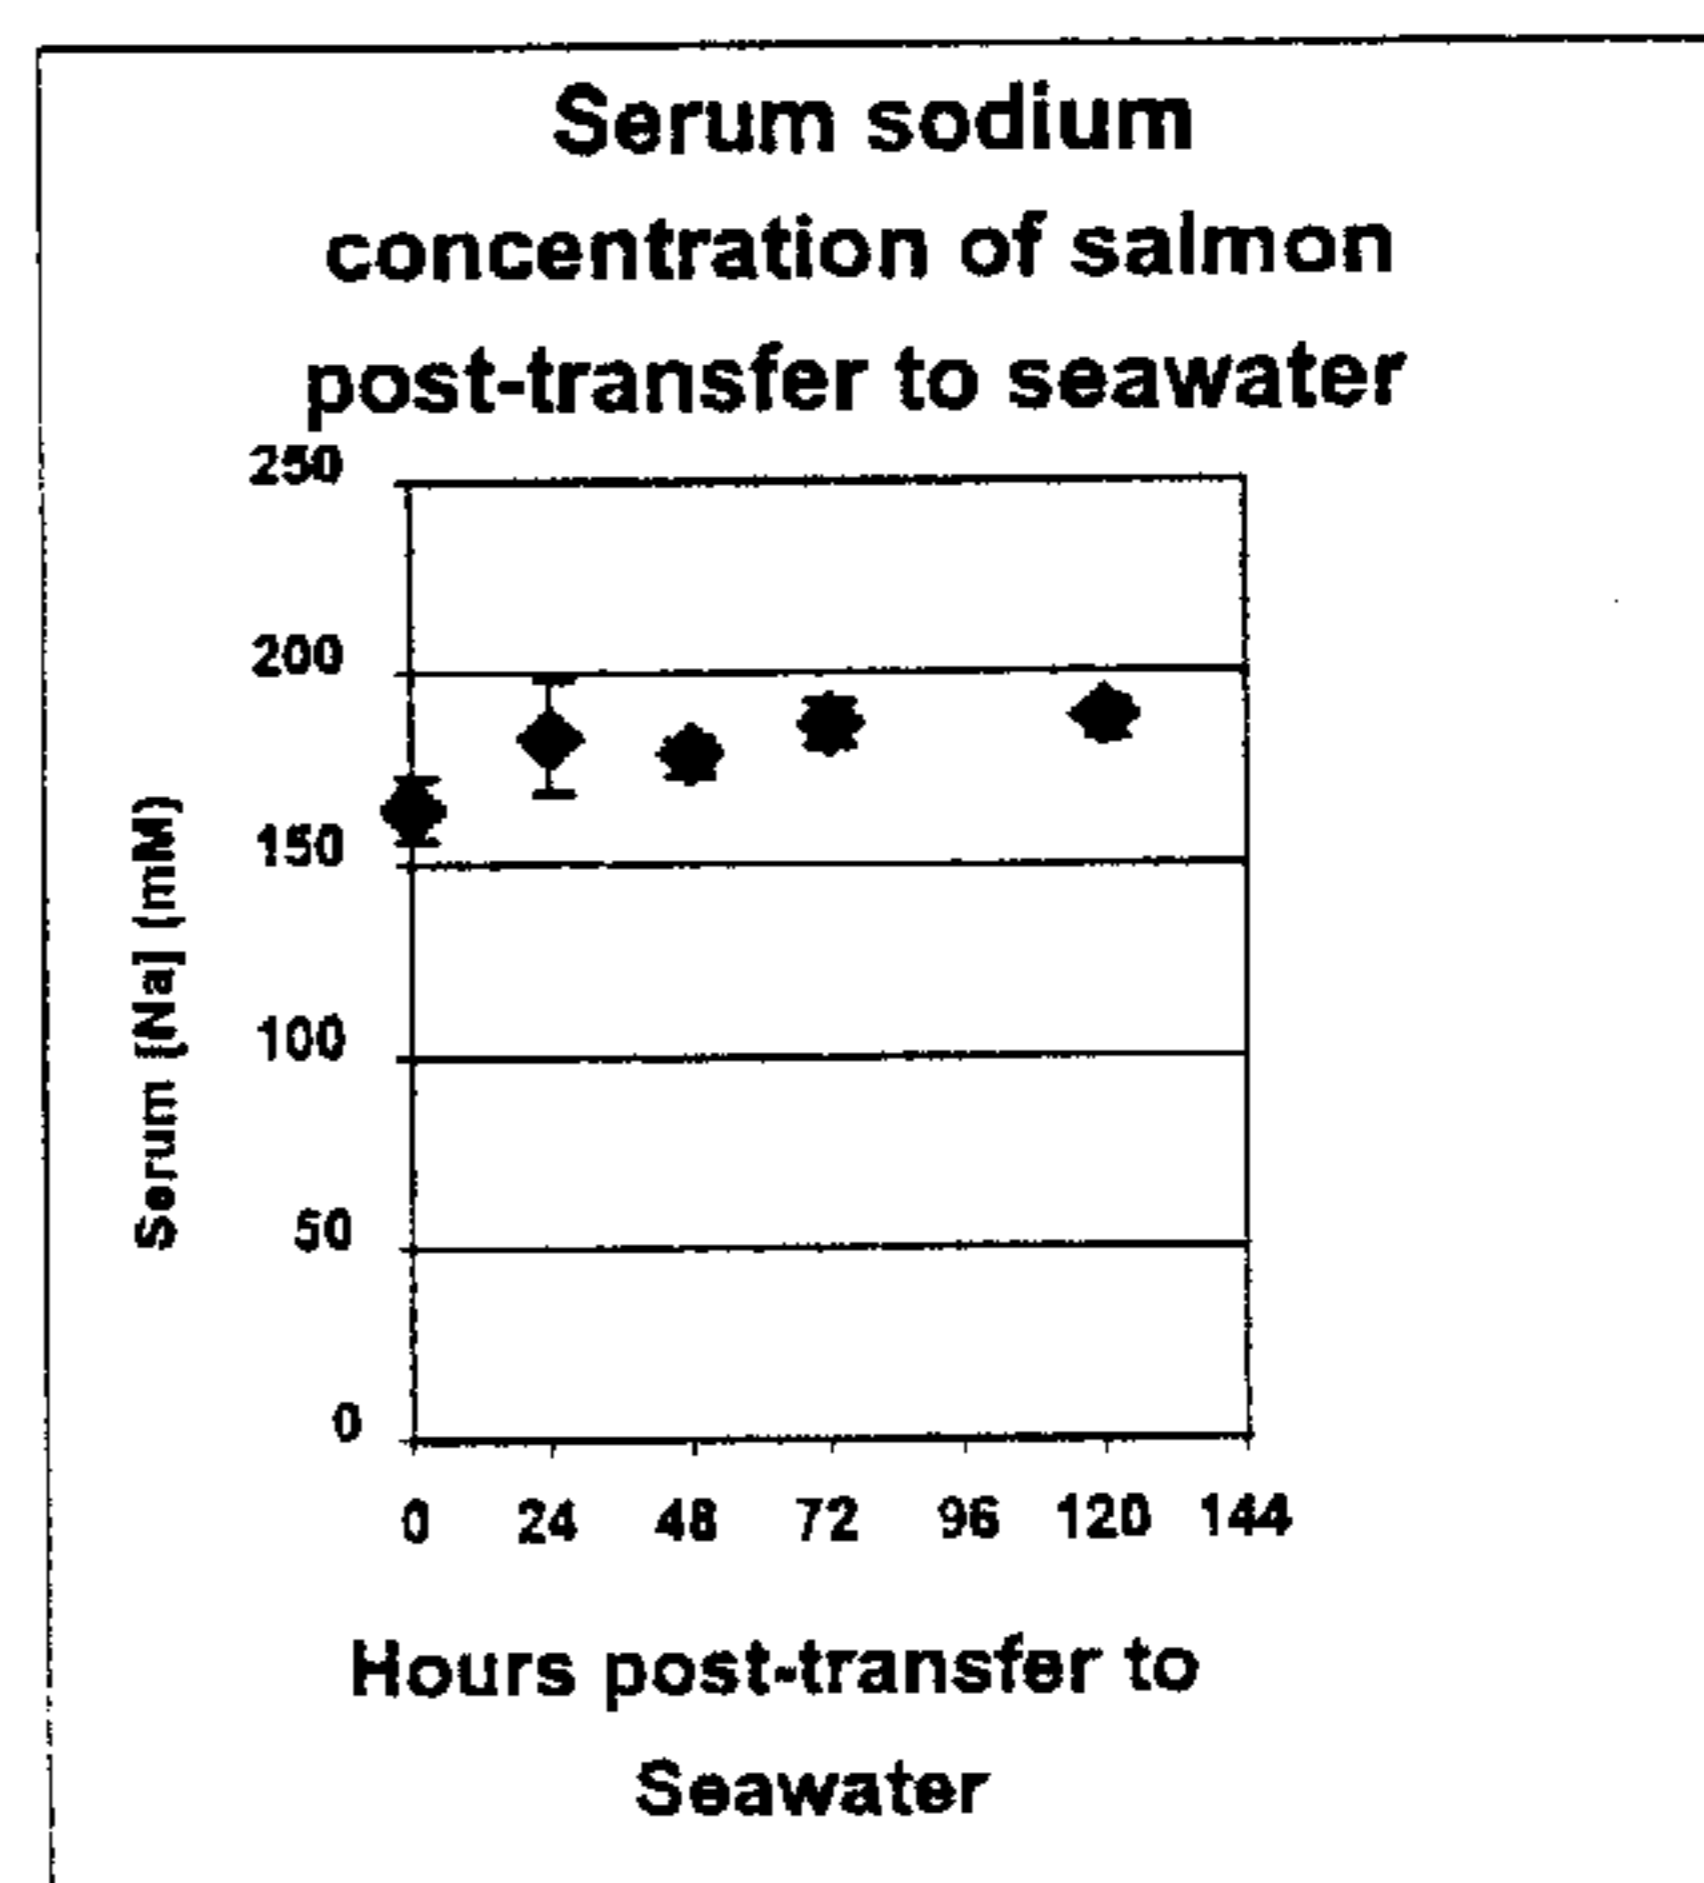 Serum sodium
concentration of salmon
post-transfer to seawater
250
200
150
100
50
0
Serum [Na] (mM)
0 24 48 72 96 120 144
Hours post-transfer to
Seawater